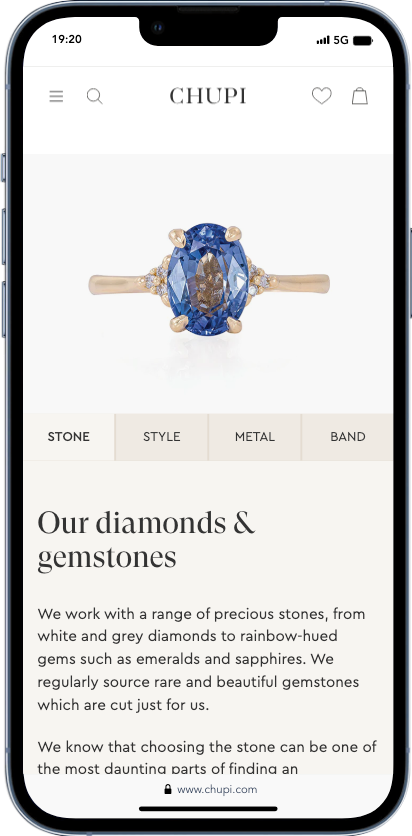 19:20
5G
CHUPI
STONE
STYLE
METAL
BAND
Our diamonds &
gemstones
We work with a range of precious stones, from
white and grey diamonds to rainbow-hued
gems such as emeralds and sapphires. We
regularly source rare and beautiful gemstones
which are cut just for us.
We know that choosing the stone can be one of
the most daunting parts of finding an
www.chupi.com